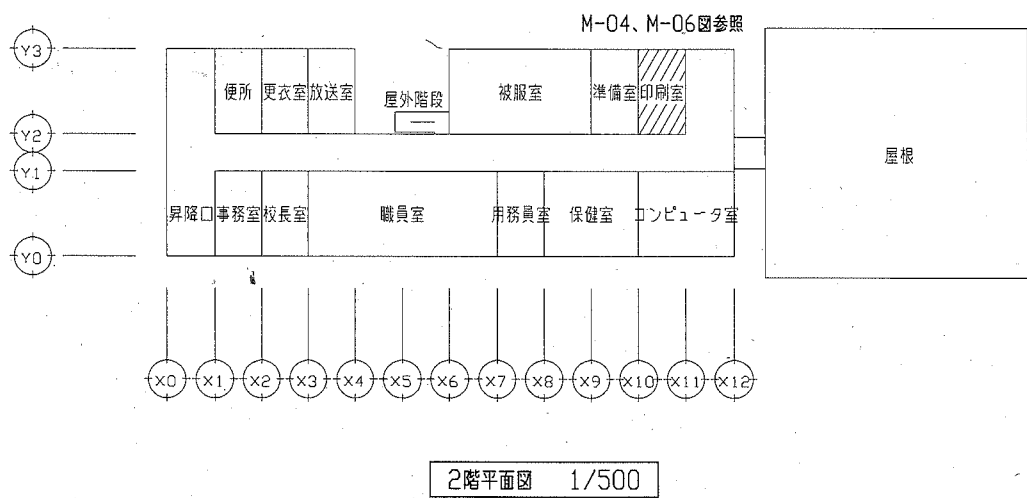 M-04、M-06図参照
Y3
便所 更衣室 放送室 屋外階段 被服室 準備室 印刷室
Y2
屋根
Y1
昇降口 事務室 校長室 職員室 用務員室 保健室 コンピュータ室
Y0
X0 X1 X2 X3 X4 X5 X6 X7 X8 X9 X10 X11 X12
2階平面図 1/500